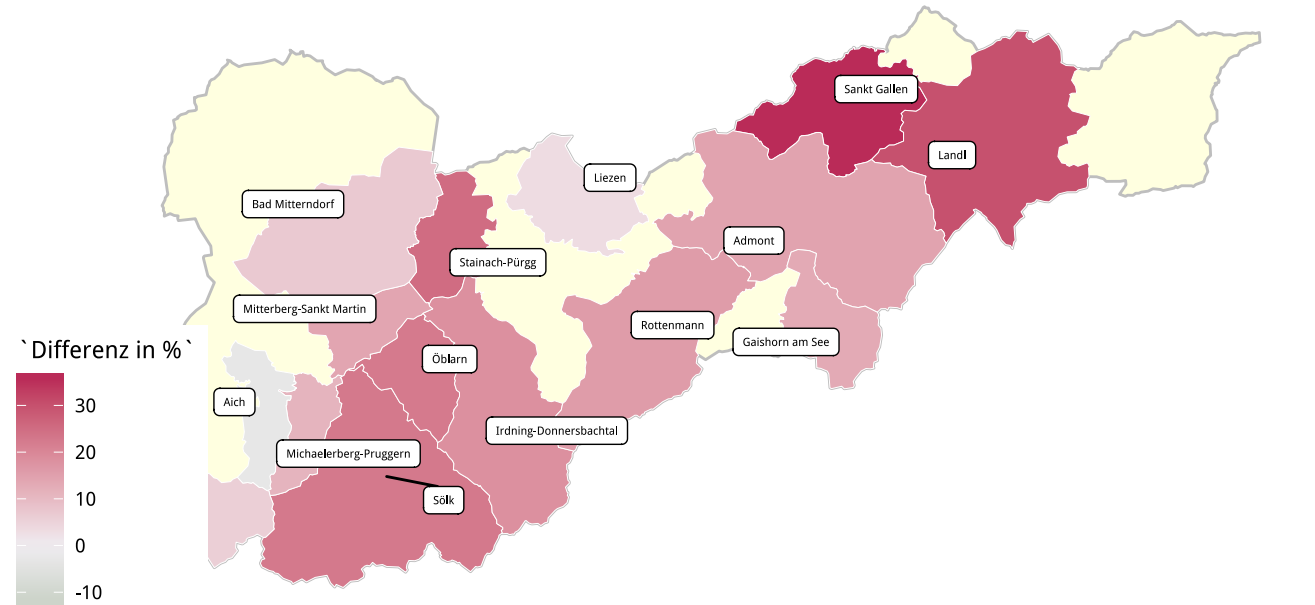 Sankt Gallen
Landl
Liezen
Bad Mitterndorf
Admont
Stainach-Pürgg
Mitterberg-Sankt Martin
Rottenmann
Gaishorn am See
Öblarn
Aich
Irdning-Donnersbachtal
Michaelerberg-Pruggern
Sölk
`Differenz in %`
30
20
10
0
-10